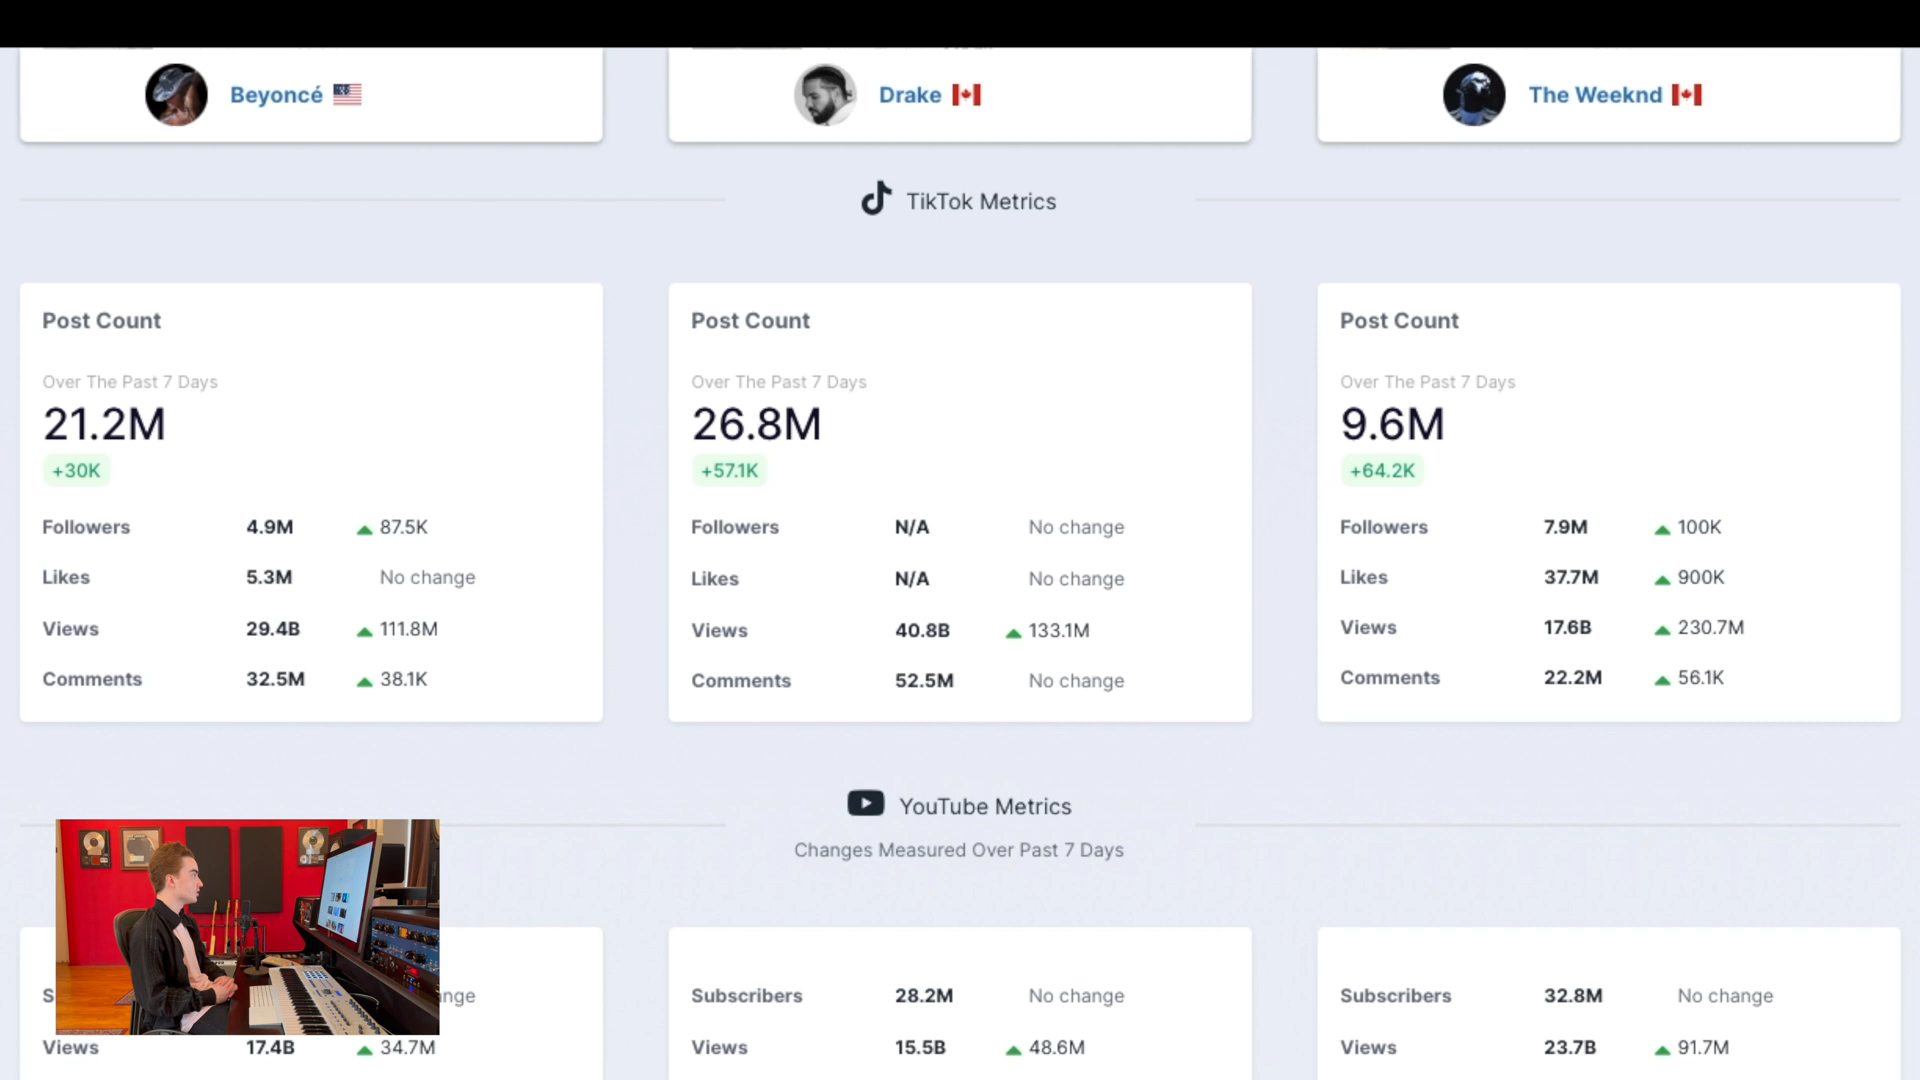 Beyoncé
Drake
The Weeknd
TikTok Metrics
Post Count
Over The Past 7 Days
21.2M
+30K
Followers 4.9M 87.5K
Likes 5.3M No change
Views 29.4B 111.8M
Comments 32.5M 38.1K
Post Count
Over The Past 7 Days
26.8M
+57.1K
Followers N/A No change
Likes N/A No change
Views 40.8B 133.1M
Comments 52.5M No change
Post Count
Over The Past 7 Days
9.6M
+64.2K
Followers 7.9M 100K
Likes 37.7M 900K
Views 17.6B 230.7M
Comments 22.2M 56.1K
YouTube Metrics
Changes Measured Over Past 7 Days
Views 17.4B 34.7M
Subscribers 28.2M No change
Views 15.5B 48.6M
Subscribers 32.8M No change
Views 23.7B 91.7M